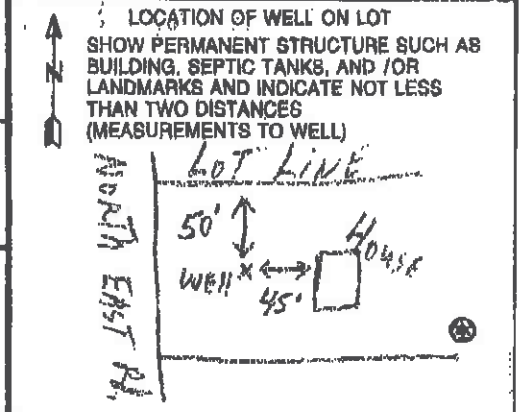 LOCATION OF WELL ON LOT
SHOW PERMANENT STRUCTURE SUCH AS
BUILDING, SEPTIC TANKS, AND /OR
LANDMARKS AND INDICATE NOT LESS
THAN TWO DISTANCES
(MEASUREMENTS TO WELL)
N
LOT LINE
NORTH EAST Rd.
50'
House
WEll x
45'